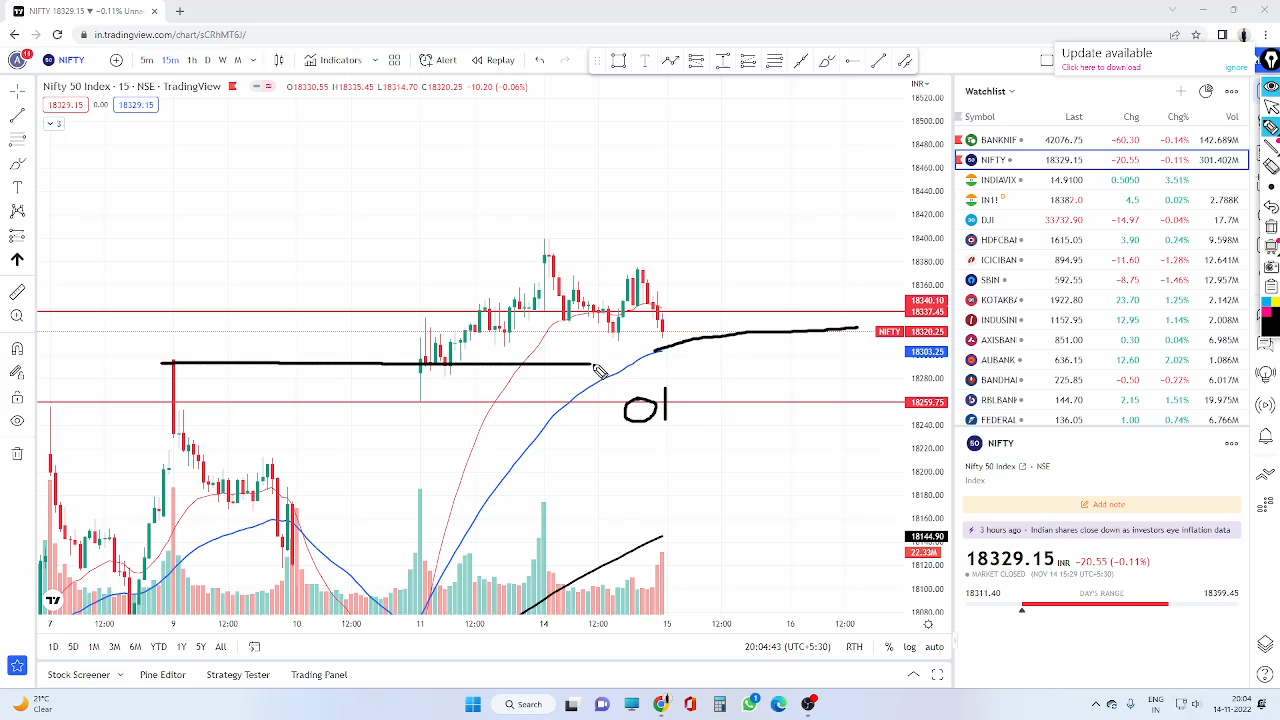 NIFTY 18329.15 ▼ −0.11% Unna
in.tradingview.com/chart/sCRhMT6J/
11
NIFTY
5m 15m 1h D W M
Indicators
Alert
Replay
Update available
Click here to download
Ignore
Nifty 50 Index · 15 · NSE · TradingView
O18330.55 H18335.45 L18314.70 C18320.25 −10.20 (−0.06%)
18329.15 0.00 18329.15
3
INR
18520.00
18500.00
18480.00
18460.00
18440.00
18420.00
18400.00
18380.00
18360.00
18340.10
18337.45
NIFTY 18320.25
18303.25
18280.00
18259.75
18240.00
18220.00
18200.00
18180.00
18160.00
18144.90
22.33M
18120.00
18100.00
18080.00
7 12:00 9 12:00 10 12:00 11 12:00 14 12:00 15 12:00 16 12:00
1D 5D 1M 3M 6M YTD 1Y 5Y All
20:04:43 (UTC+5:30) RTH % log auto
Stock Screener Pine Editor Strategy Tester Trading Panel
Watchlist
Symbol Last Chg Chg% Vol
BANKNIF 42076.75 −60.30 −0.14% 142.689M
NIFTY 18329.15 −20.55 −0.11% 301.402M
INDIAVIX 14.9100 0.5050 3.51%
IN1! D 18382.0 4.5 0.02% 2.788K
DJI 33732.90 −14.97 −0.04% 17.7M
HDFCBAN 1615.05 3.90 0.24% 9.598M
ICICIBAN 894.95 −11.60 −1.28% 12.641M
SBIN 592.55 −8.75 −1.46% 12.957M
KOTAKBA 1922.80 23.70 1.25% 2.142M
INDUSIN 1152.95 12.95 1.14% 2.008M
AXISBAN 851.00 0.30 0.04% 6.985M
AUBANK 636.15 12.60 2.02% 1.086M
BANDHAI 225.85 −0.50 −0.22% 6.017M
RBLBANK 144.70 2.15 1.51% 19.975M
FEDERAL 136.05 1.00 0.74% 6.766M
50 NIFTY
Nifty 50 Index · NSE
Index
Add note
3 hours ago · Indian shares close down as investors eye inflation data
18329.15 INR −20.55 (−0.11%)
MARKET CLOSED (NOV 14 15:29 UTC+5:30)
18311.40 DAY'S RANGE 18399.45
21°C
Clear
Search
1
ENG
IN
20:04
14-11-2022